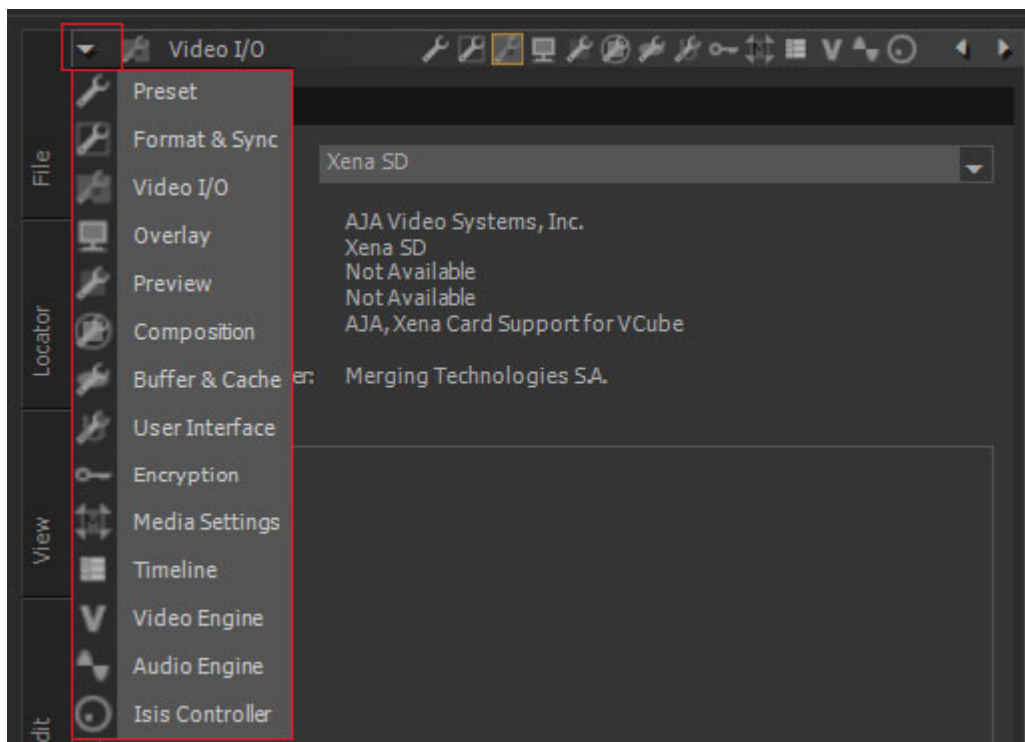 Video I/O
V
Preset
Format & Sync
Video I/O
Overlay
Preview
Composition
Buffer & Cache
User Interface
Encryption
Media Settings
Timeline
V Video Engine
Audio Engine
Isis Controller
Xena SD
AJA Video Systems, Inc.
Xena SD
Not Available
Not Available
AJA, Xena Card Support for VCube
er: Merging Technologies S.A.
File
Locator
View
dit